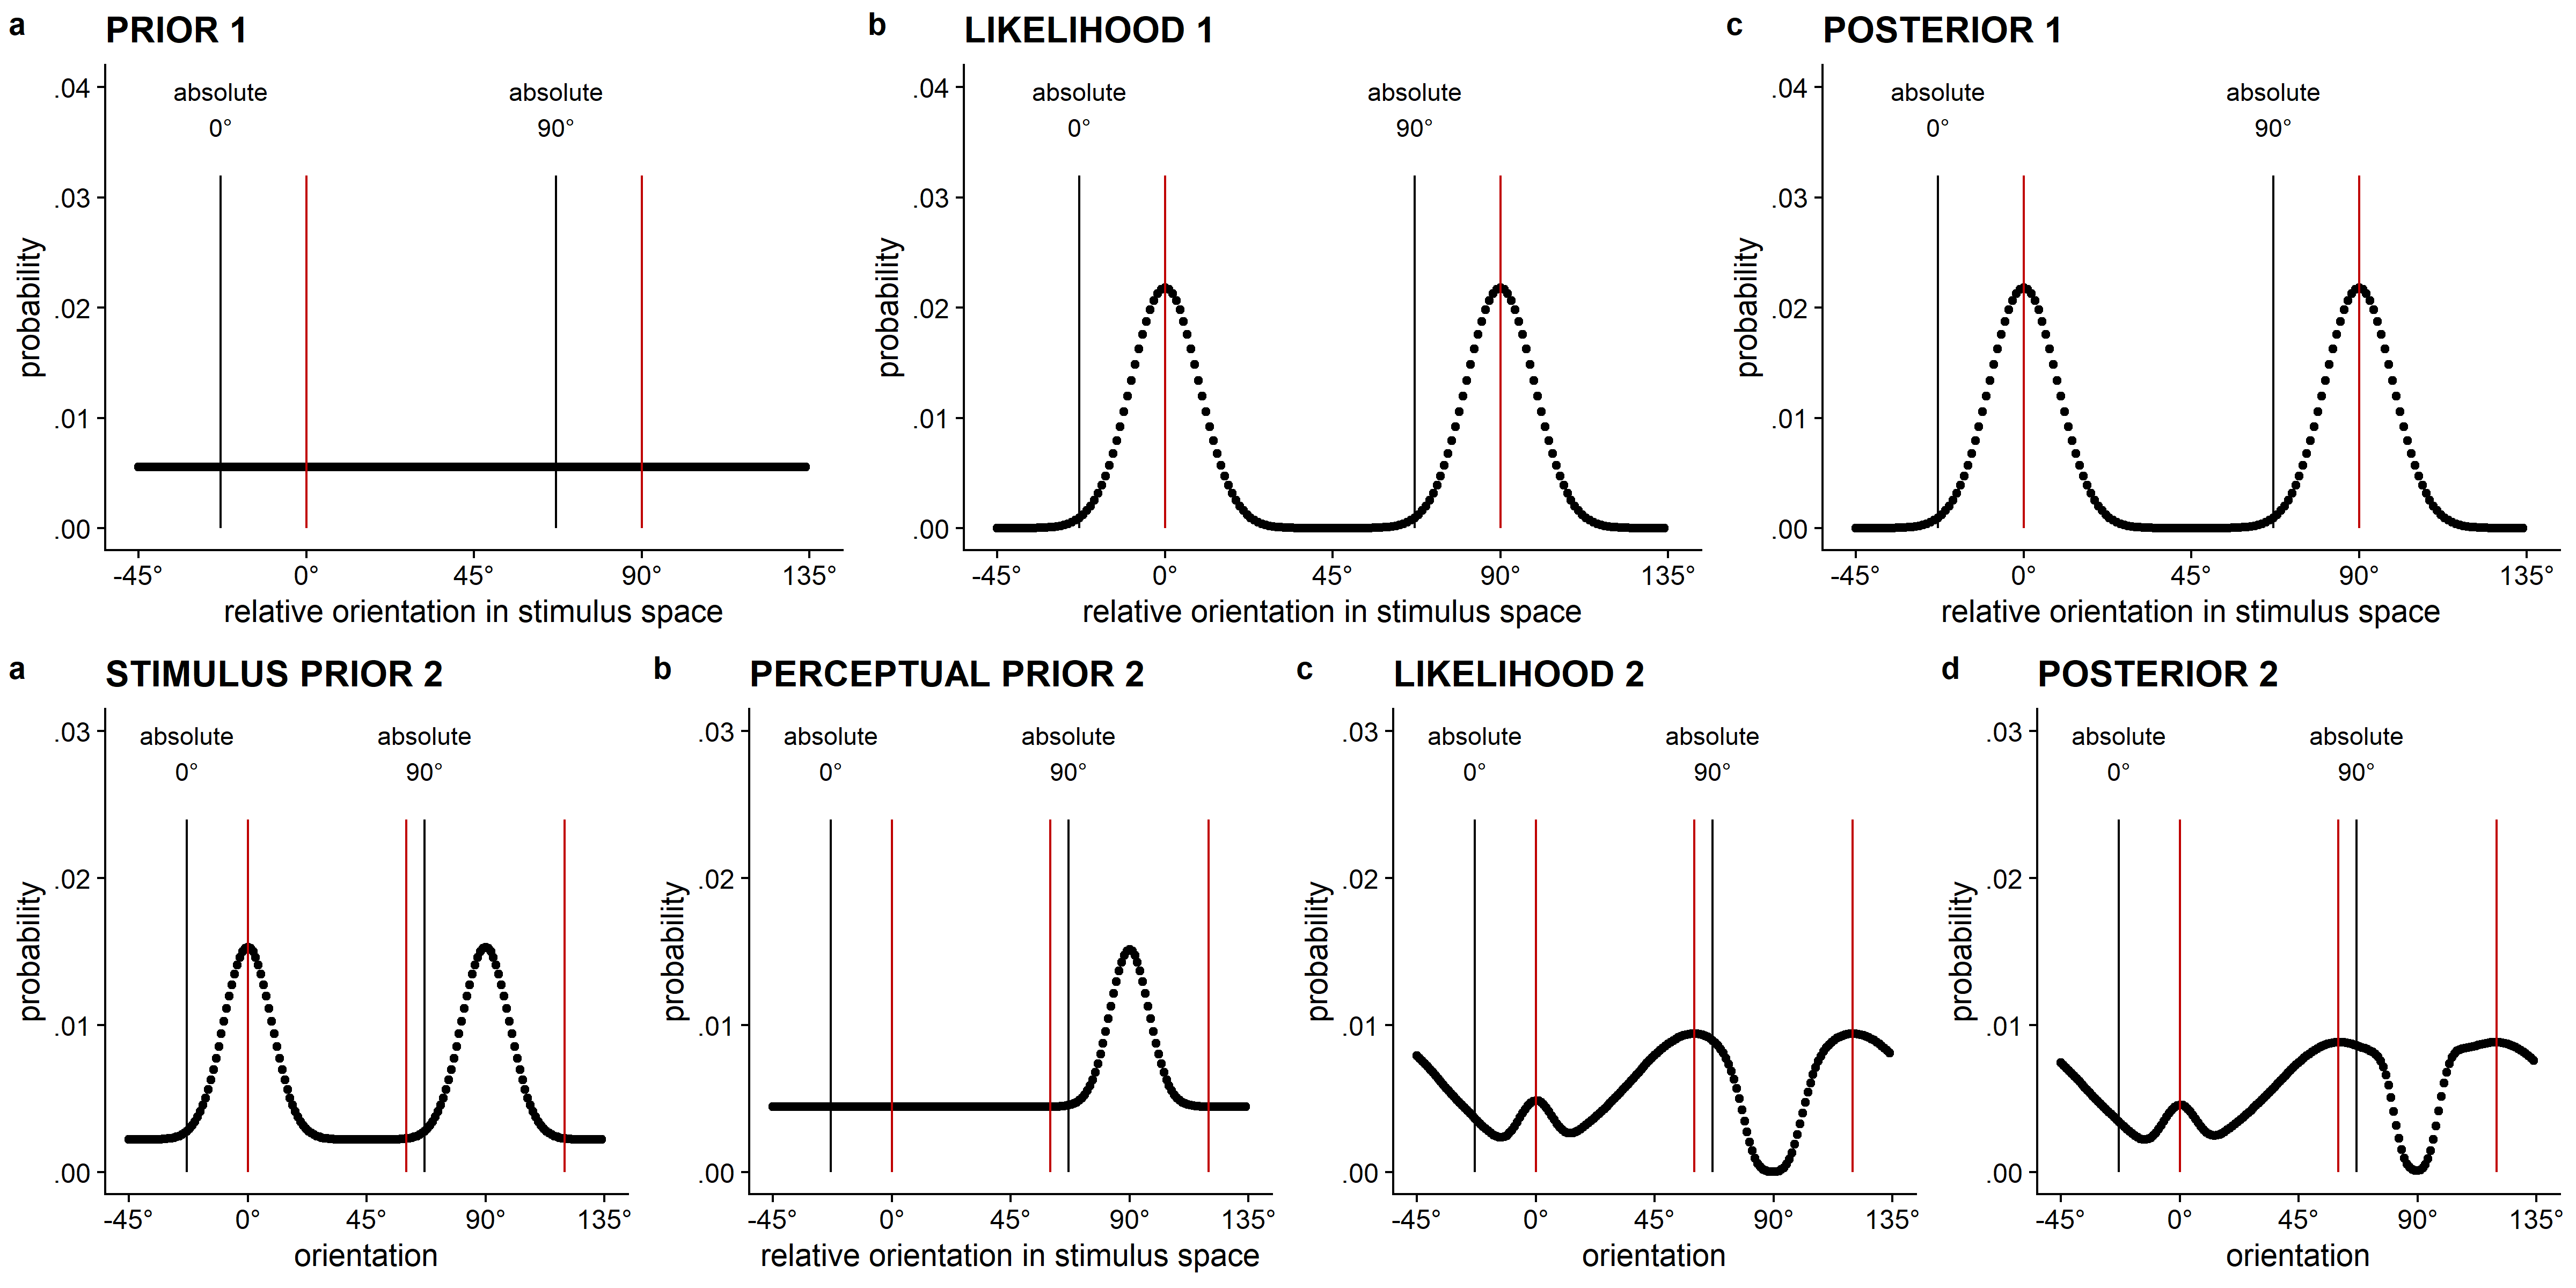 a PRIOR 1
absolute absolute
0° 90°
.04
.03
.02
.01
.00
probability
-45° 0° 45° 90° 135°
relative orientation in stimulus space
b LIKELIHOOD 1
absolute absolute
0° 90°
.04
.03
.02
.01
.00
probability
-45° 0° 45° 90° 135°
relative orientation in stimulus space
c POSTERIOR 1
absolute absolute
0° 90°
.04
.03
.02
.01
.00
probability
-45° 0° 45° 90° 135°
relative orientation in stimulus space
a STIMULUS PRIOR 2
absolute absolute
0° 90°
.03
.02
.01
.00
probability
-45° 0° 45° 90° 135°
orientation
b PERCEPTUAL PRIOR 2
absolute absolute
0° 90°
.03
.02
.01
.00
probability
-45° 0° 45° 90° 135°
relative orientation in stimulus space
c LIKELIHOOD 2
absolute absolute
0° 90°
.03
.02
.01
.00
probability
-45° 0° 45° 90° 135°
orientation
d POSTERIOR 2
absolute absolute
0° 90°
.03
.02
.01
.00
probability
-45° 0° 45° 90° 135°
orientation